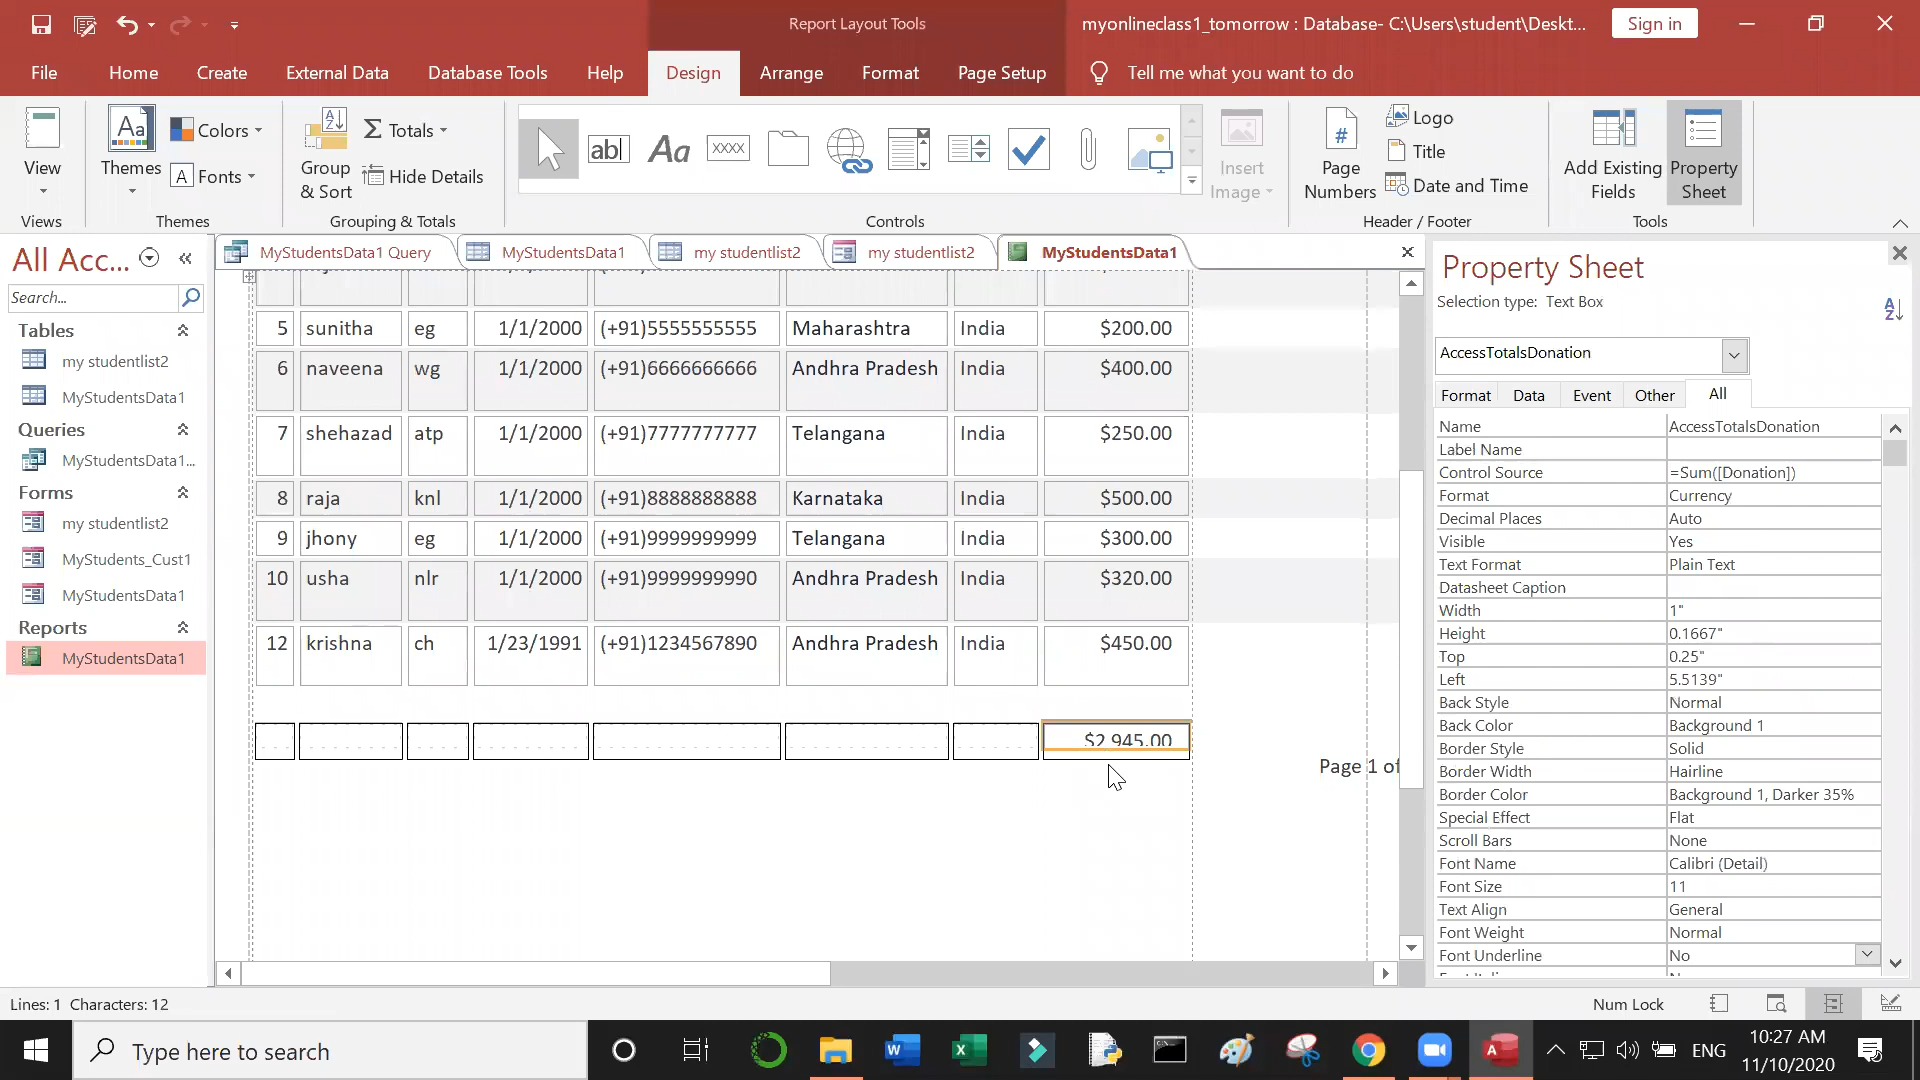 Report Layout Tools
myonlineclass1_tomorrow : Database- C:\Users\student\Deskt...
Sign in
File Home Create External Data Database Tools Help Design Arrange Format Page Setup Tell me what you want to do
View
Views
Aa
Themes
Colors
A Fonts
Themes
Group & Sort
Σ Totals
Hide Details
Grouping & Totals
ab|
Aa
XXXX
Controls
Insert Image
#
Page Numbers
Logo
Title
Date and Time
Header / Footer
Add Existing Fields
Property Sheet
Tools
All Acc...
Search...
Tables
my studentlist2
MyStudentsData1
Queries
MyStudentsData1...
Forms
my studentlist2
MyStudents_Cust1
MyStudentsData1
Reports
MyStudentsData1
MyStudentsData1 Query MyStudentsData1 my studentlist2 my studentlist2 MyStudentsData1
5 sunitha eg 1/1/2000 (+91)5555555555 Maharashtra India $200.00
6 naveena wg 1/1/2000 (+91)6666666666 Andhra Pradesh India $400.00
7 shehazad atp 1/1/2000 (+91)7777777777 Telangana India $250.00
8 raja knl 1/1/2000 (+91)8888888888 Karnataka India $500.00
9 jhony eg 1/1/2000 (+91)9999999999 Telangana India $300.00
10 usha nlr 1/1/2000 (+91)9999999990 Andhra Pradesh India $320.00
12 krishna ch 1/23/1991 (+91)1234567890 Andhra Pradesh India $450.00
$2,945.00
Page 1 of
Property Sheet
Selection type: Text Box
AccessTotalsDonation
Format Data Event Other All
Name AccessTotalsDonation
Label Name
Control Source =Sum([Donation])
Format Currency
Decimal Places Auto
Visible Yes
Text Format Plain Text
Datasheet Caption
Width 1"
Height 0.1667"
Top 0.25"
Left 5.5139"
Back Style Normal
Back Color Background 1
Border Style Solid
Border Width Hairline
Border Color Background 1, Darker 35%
Special Effect Flat
Scroll Bars None
Font Name Calibri (Detail)
Font Size 11
Text Align General
Font Weight Normal
Font Underline No
Lines: 1 Characters: 12
Num Lock
Type here to search
ENG
10:27 AM
11/10/2020